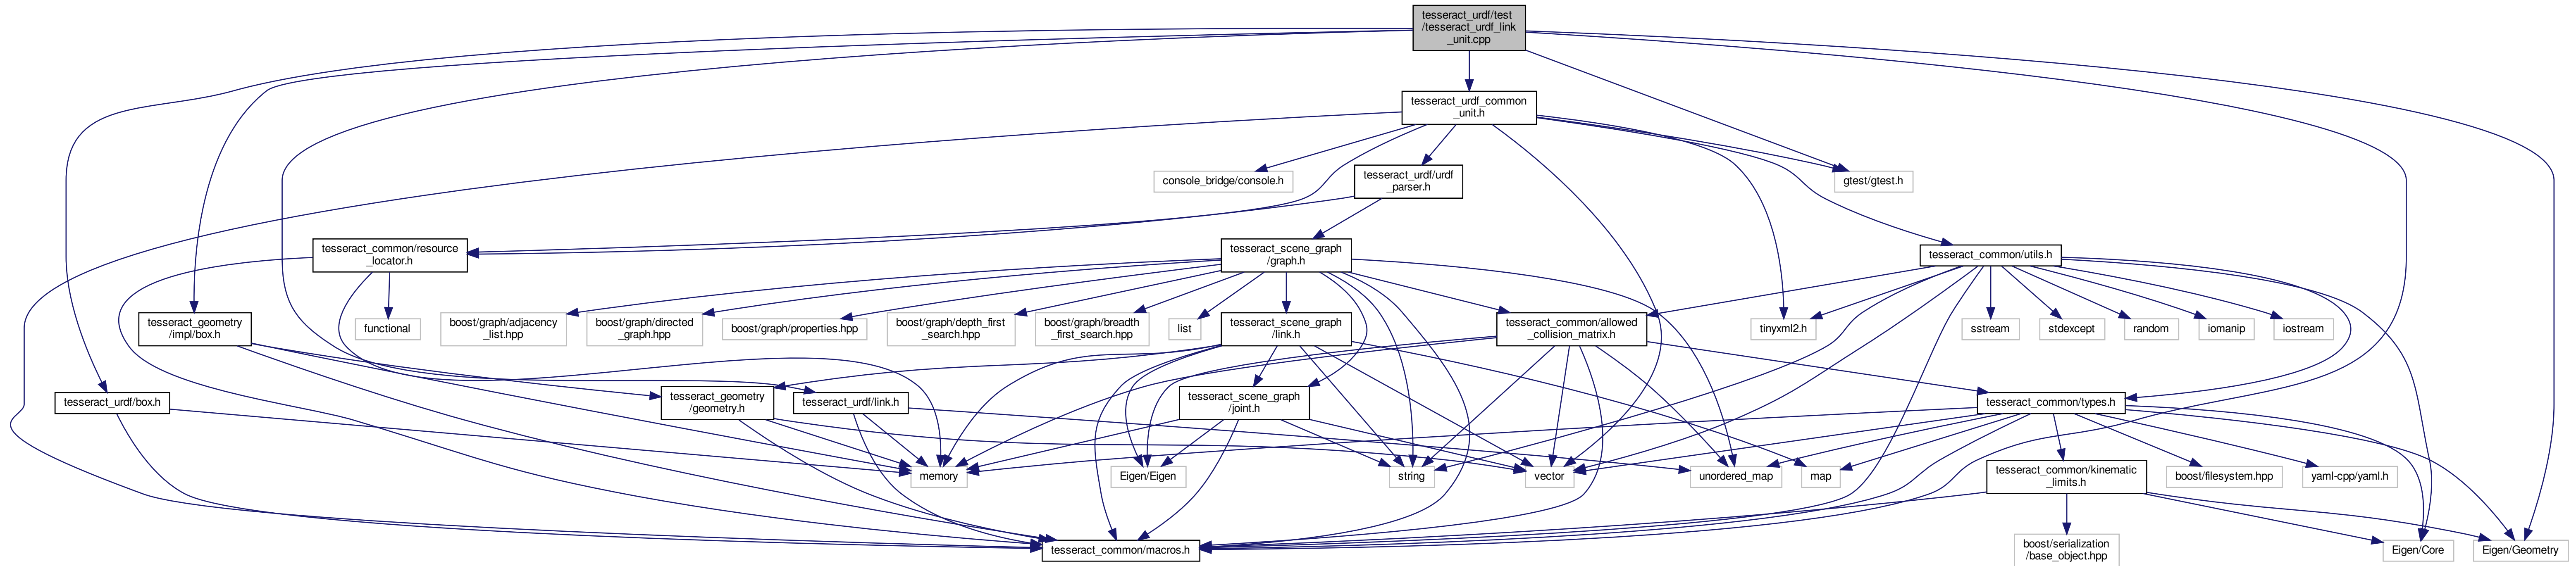 tesseract_urdf/test
/tesseract_urdf_link
_unit.cpp
tesseract_urdf_common
_unit.h
console_bridge/console.h
tesseract_urdf/urdf
_parser.h
gtest/gtest.h
tesseract_common/resource
_locator.h
tesseract_scene_graph
/graph.h
tesseract_common/utils.h
tesseract_geometry
/impl/box.h
functional
boost/graph/adjacency
_list.hpp
boost/graph/directed
_graph.hpp
boost/graph/properties.hpp
boost/graph/depth_first
_search.hpp
boost/graph/breadth
_first_search.hpp
list
tesseract_scene_graph
/link.h
tesseract_common/allowed
_collision_matrix.h
tinyxml2.h
sstream
stdexcept
random
iomanip
iostream
tesseract_urdf/box.h
tesseract_geometry
/geometry.h
tesseract_urdf/link.h
tesseract_scene_graph
/joint.h
tesseract_common/types.h
memory
Eigen/Eigen
string
vector
unordered_map
map
tesseract_common/kinematic
_limits.h
boost/filesystem.hpp
yaml-cpp/yaml.h
tesseract_common/macros.h
boost/serialization
/base_object.hpp
Eigen/Core
Eigen/Geometry